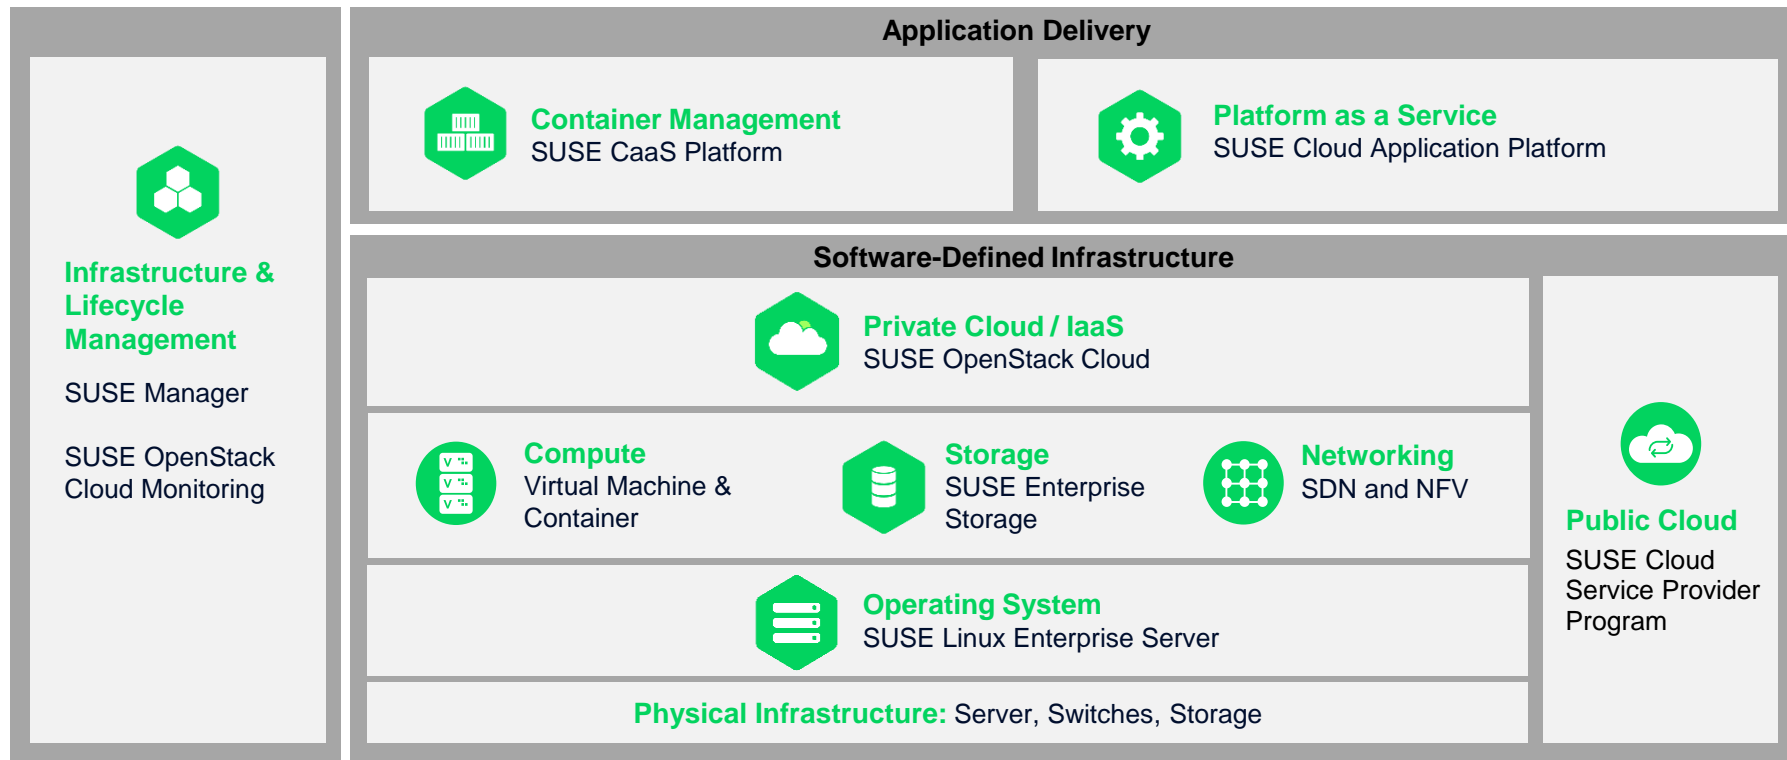 Infrastructure &
Lifecycle
Management
SUSE Manager
SUSE OpenStack
Cloud Monitoring
Application Delivery
Container Management
SUSE CaaS Platform
Platform as a Service
SUSE Cloud Application Platform
Software-Defined Infrastructure
Private Cloud / IaaS
SUSE OpenStack Cloud
Compute
Virtual Machine &
Container
Storage
SUSE Enterprise
Storage
Networking
SDN and NFV
Operating System
SUSE Linux Enterprise Server
Physical Infrastructure: Server, Switches, Storage
Public Cloud
SUSE Cloud
Service Provider
Program